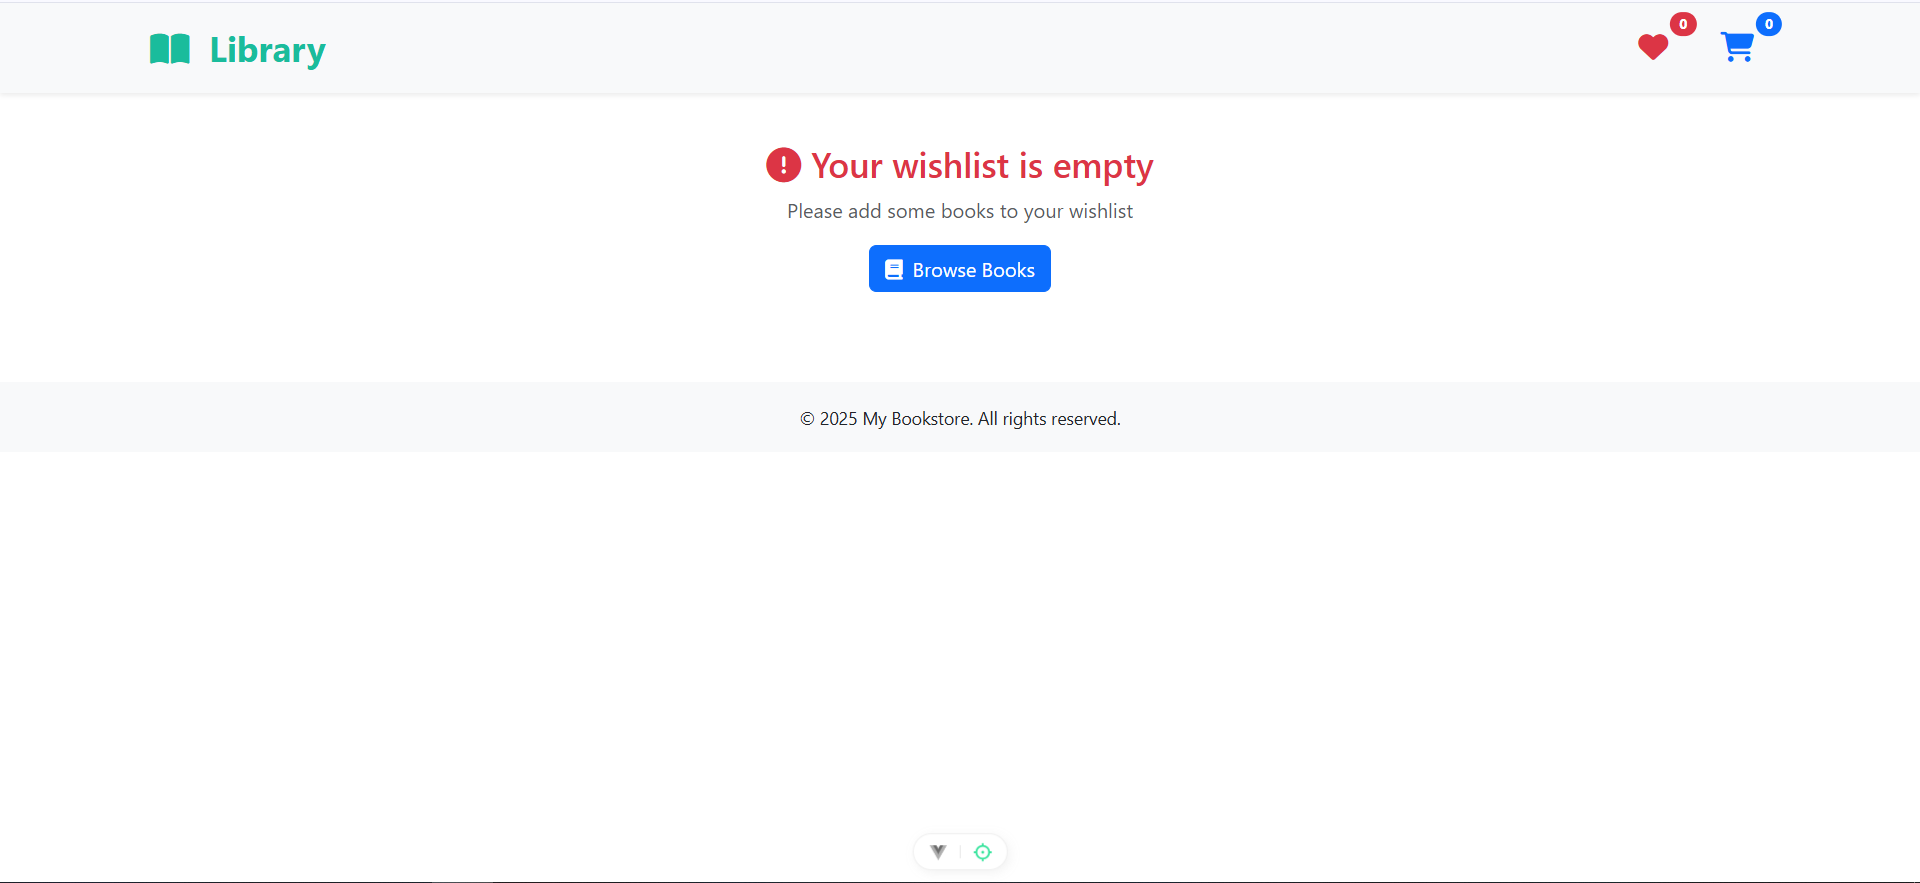 Library
0
0
Your wishlist is empty
Please add some books to your wishlist
Browse Books
© 2025 My Bookstore. All rights reserved.